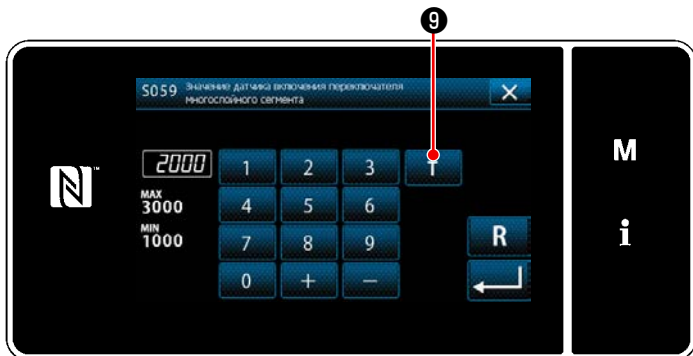 ❾
S059 Значение датчика включения переключателя
многослойного сегмента
2000 1 2 3 T
MAX
3000 4 5 6
MIN
1000 7 8 9 R
0 + −
M
i
N